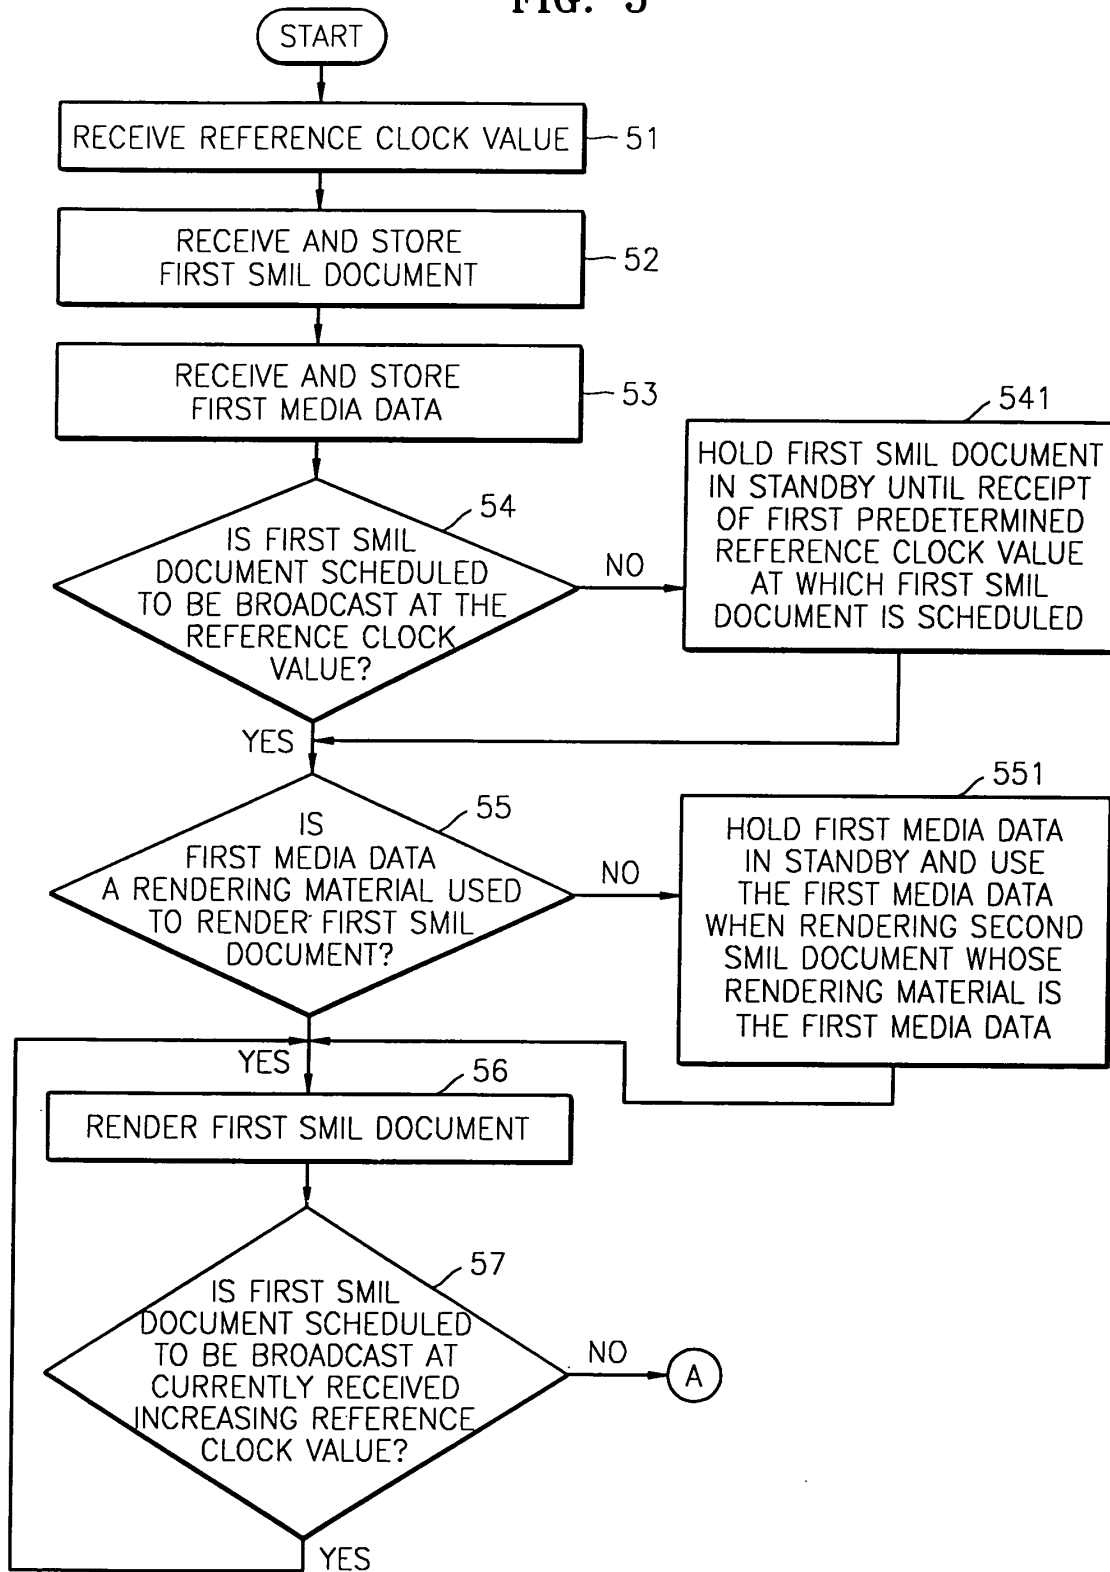 FIG. 5
START
RECEIVE REFERENCE CLOCK VALUE
51
RECEIVE AND STORE
FIRST SMIL DOCUMENT
52
RECEIVE AND STORE
FIRST MEDIA DATA
53
541
HOLD FIRST SMIL DOCUMENT
IN STANDBY UNTIL RECEIPT
OF FIRST PREDETERMINED
REFERENCE CLOCK VALUE
AT WHICH FIRST SMIL
DOCUMENT IS SCHEDULED
54
IS FIRST SMIL
DOCUMENT SCHEDULED
TO BE BROADCAST AT THE
REFERENCE CLOCK
VALUE?
NO
YES
551
HOLD FIRST MEDIA DATA
IN STANDBY AND USE
THE FIRST MEDIA DATA
WHEN RENDERING SECOND
SMIL DOCUMENT WHOSE
RENDERING MATERIAL IS
THE FIRST MEDIA DATA
55
IS
FIRST MEDIA DATA
A RENDERING MATERIAL USED
TO RENDER FIRST SMIL
DOCUMENT?
NO
YES
56
RENDER FIRST SMIL DOCUMENT
57
IS FIRST SMIL
DOCUMENT SCHEDULED
TO BE BROADCAST AT
CURRENTLY RECEIVED
INCREASING REFERENCE
CLOCK VALUE?
NO
A
YES